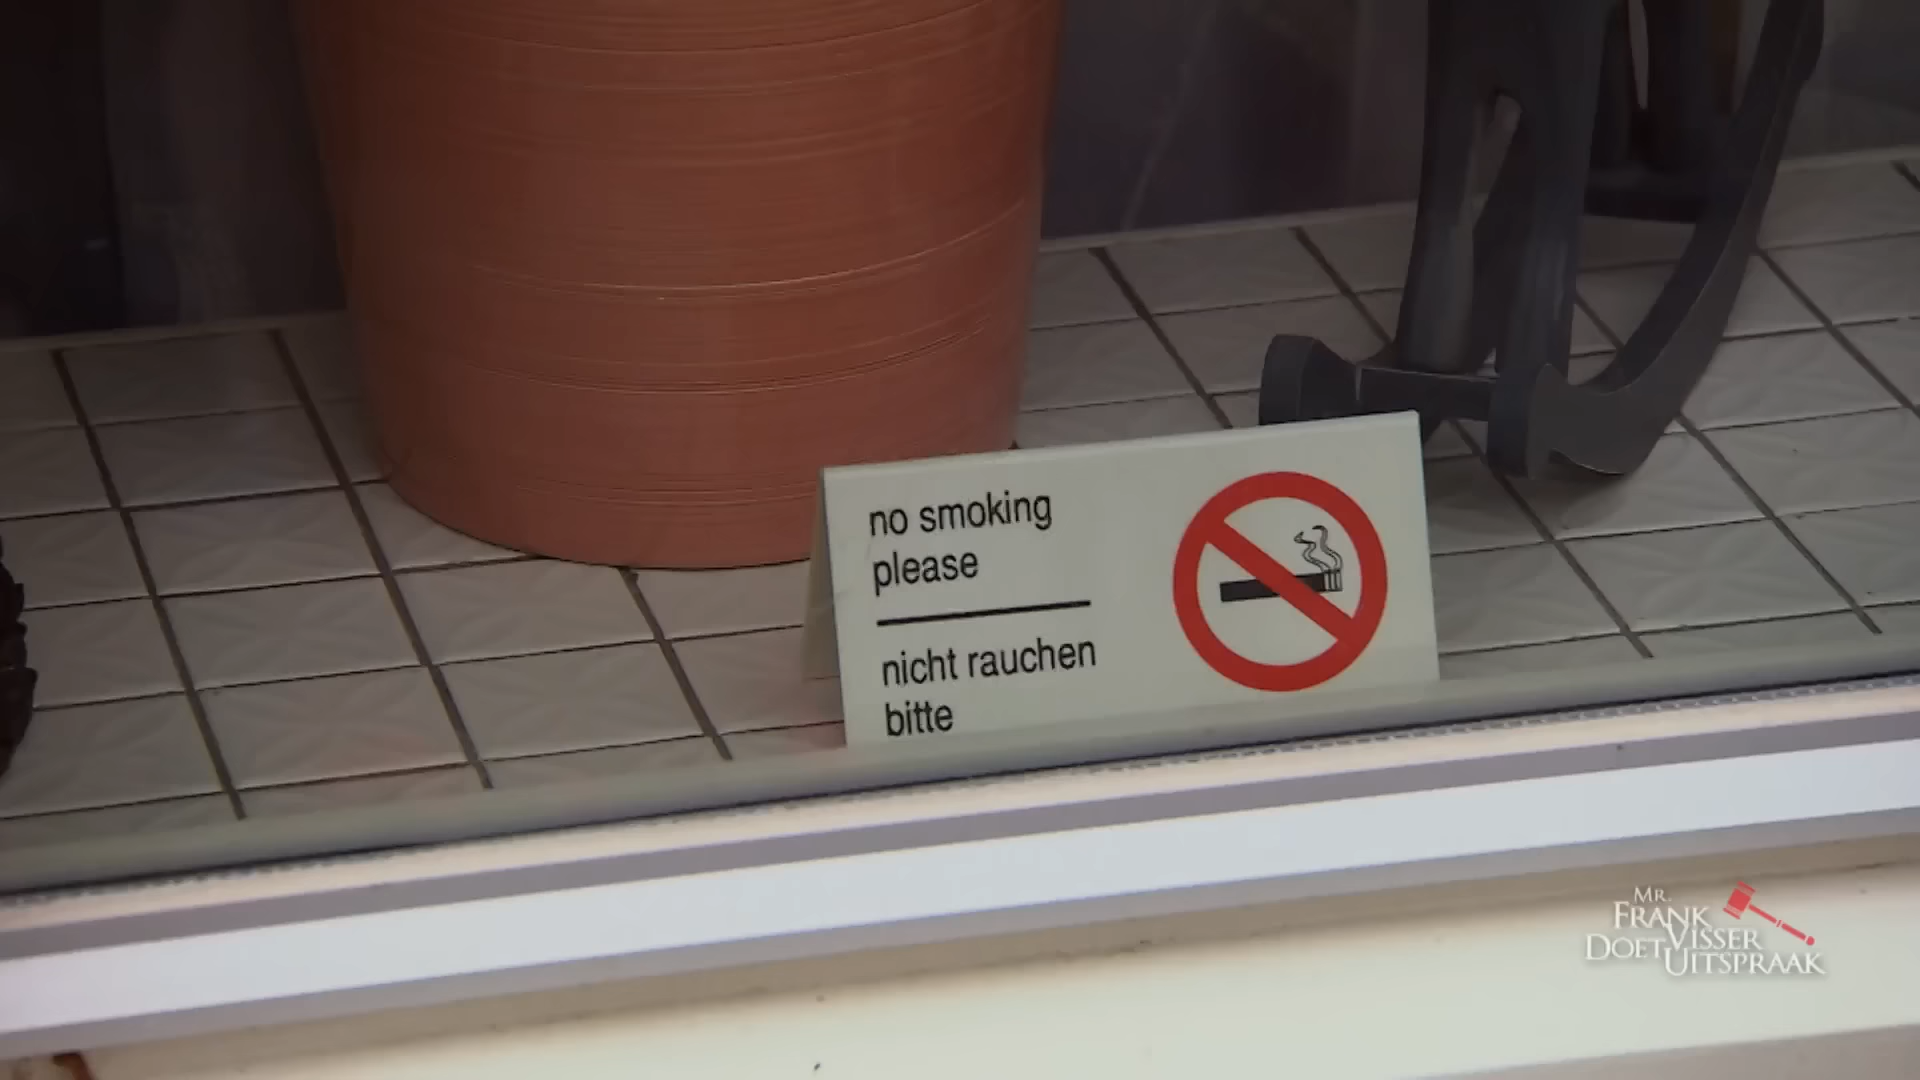 no smoking
please
nicht rauchen
bitte
MR.
FRANK
VISSER
DOET
UITSPRAAK